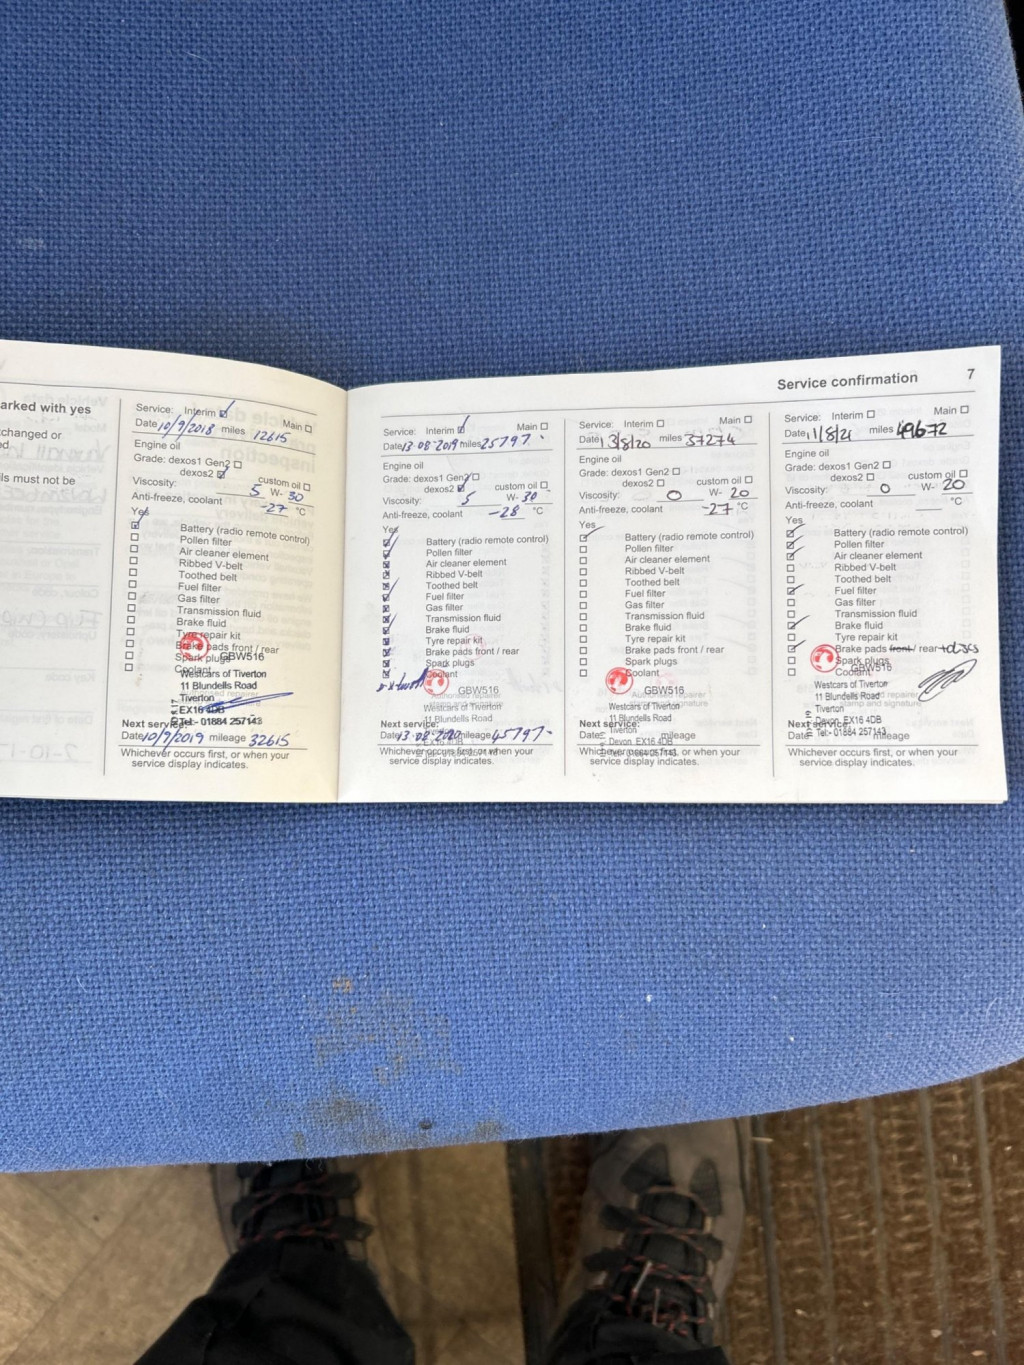 Service confirmation 7
arked with yes
changed or
ls must not be
Service: Interim Main
Date 10/9/2018 miles 12615
Engine oil
Grade: dexos1 Gen2
dexos2 custom oil
Viscosity: 5 W- 30
Anti-freeze, coolant -27 °C
Yes
Battery (radio remote control)
Pollen filter
Air cleaner element
Ribbed V-belt
Toothed belt
Fuel filter
Gas filter
Transmission fluid
Brake fluid
Tyre repair kit
Brake pads front / rear
Spark plugs GBW516
Coolant
Westcars of Tiverton
11 Blundells Road
Tiverton
EX16 4DB
Tel:- 01884 257143
Next service:
Date 10/9/2019 mileage 32615
Whichever occurs first, or when your
service display indicates.
Service: Interim Main
Date 13-08-2019 miles 25797
Engine oil
Grade: dexos1 Gen2
dexos2 custom oil
Viscosity: 5 W- 30
Anti-freeze, coolant -28 °C
Yes
Battery (radio remote control)
Pollen filter
Air cleaner element
Ribbed V-belt
Toothed belt
Fuel filter
Gas filter
Transmission fluid
Brake fluid
Tyre repair kit
Brake pads front / rear
Spark plugs
Coolant
GBW516
Westcars of Tiverton
11 Blundells Road
Next service:
Date 13-08-2020 mileage 45797
Whichever occurs first, or when your
service display indicates.
Service: Interim Main
Date 13/8/20 miles 37274
Engine oil
Grade: dexos1 Gen2
dexos2 custom oil
Viscosity: 0 W- 20
Anti-freeze, coolant -27 °C
Yes
Battery (radio remote control)
Pollen filter
Air cleaner element
Ribbed V-belt
Toothed belt
Fuel filter
Gas filter
Transmission fluid
Brake fluid
Tyre repair kit
Brake pads front / rear
Spark plugs
Coolant
GBW516
Westcars of Tiverton
11 Blundells Road
Tiverton
Next service:
Date mileage
Devon EX16 4DB
Tel:- 01884 257143
Whichever occurs first, or when your
service display indicates.
Service: Interim Main
Date 11/8/21 miles 49672
Engine oil
Grade: dexos1 Gen2
dexos2 custom oil
Viscosity: 0 W- 20
Anti-freeze, coolant °C
Yes
Battery (radio remote control)
Pollen filter
Air cleaner element
Ribbed V-belt
Toothed belt
Fuel filter
Gas filter
Transmission fluid
Brake fluid
Tyre repair kit
Brake pads front / rear + discs
Spark plugs
Coolant
GBW516
Westcars of Tiverton
11 Blundells Road
Tiverton
Devon EX16 4DB
Tel:- 01884 257143
Next service:
Date mileage
Whichever occurs first, or when your
service display indicates.